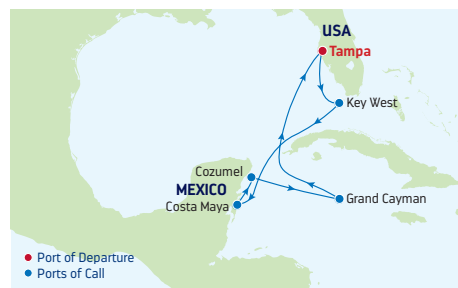 USA
Tampa
Key West
Cozumel
MEXICO
Costa Maya
Grand Cayman
Port of Departure
Ports of Call